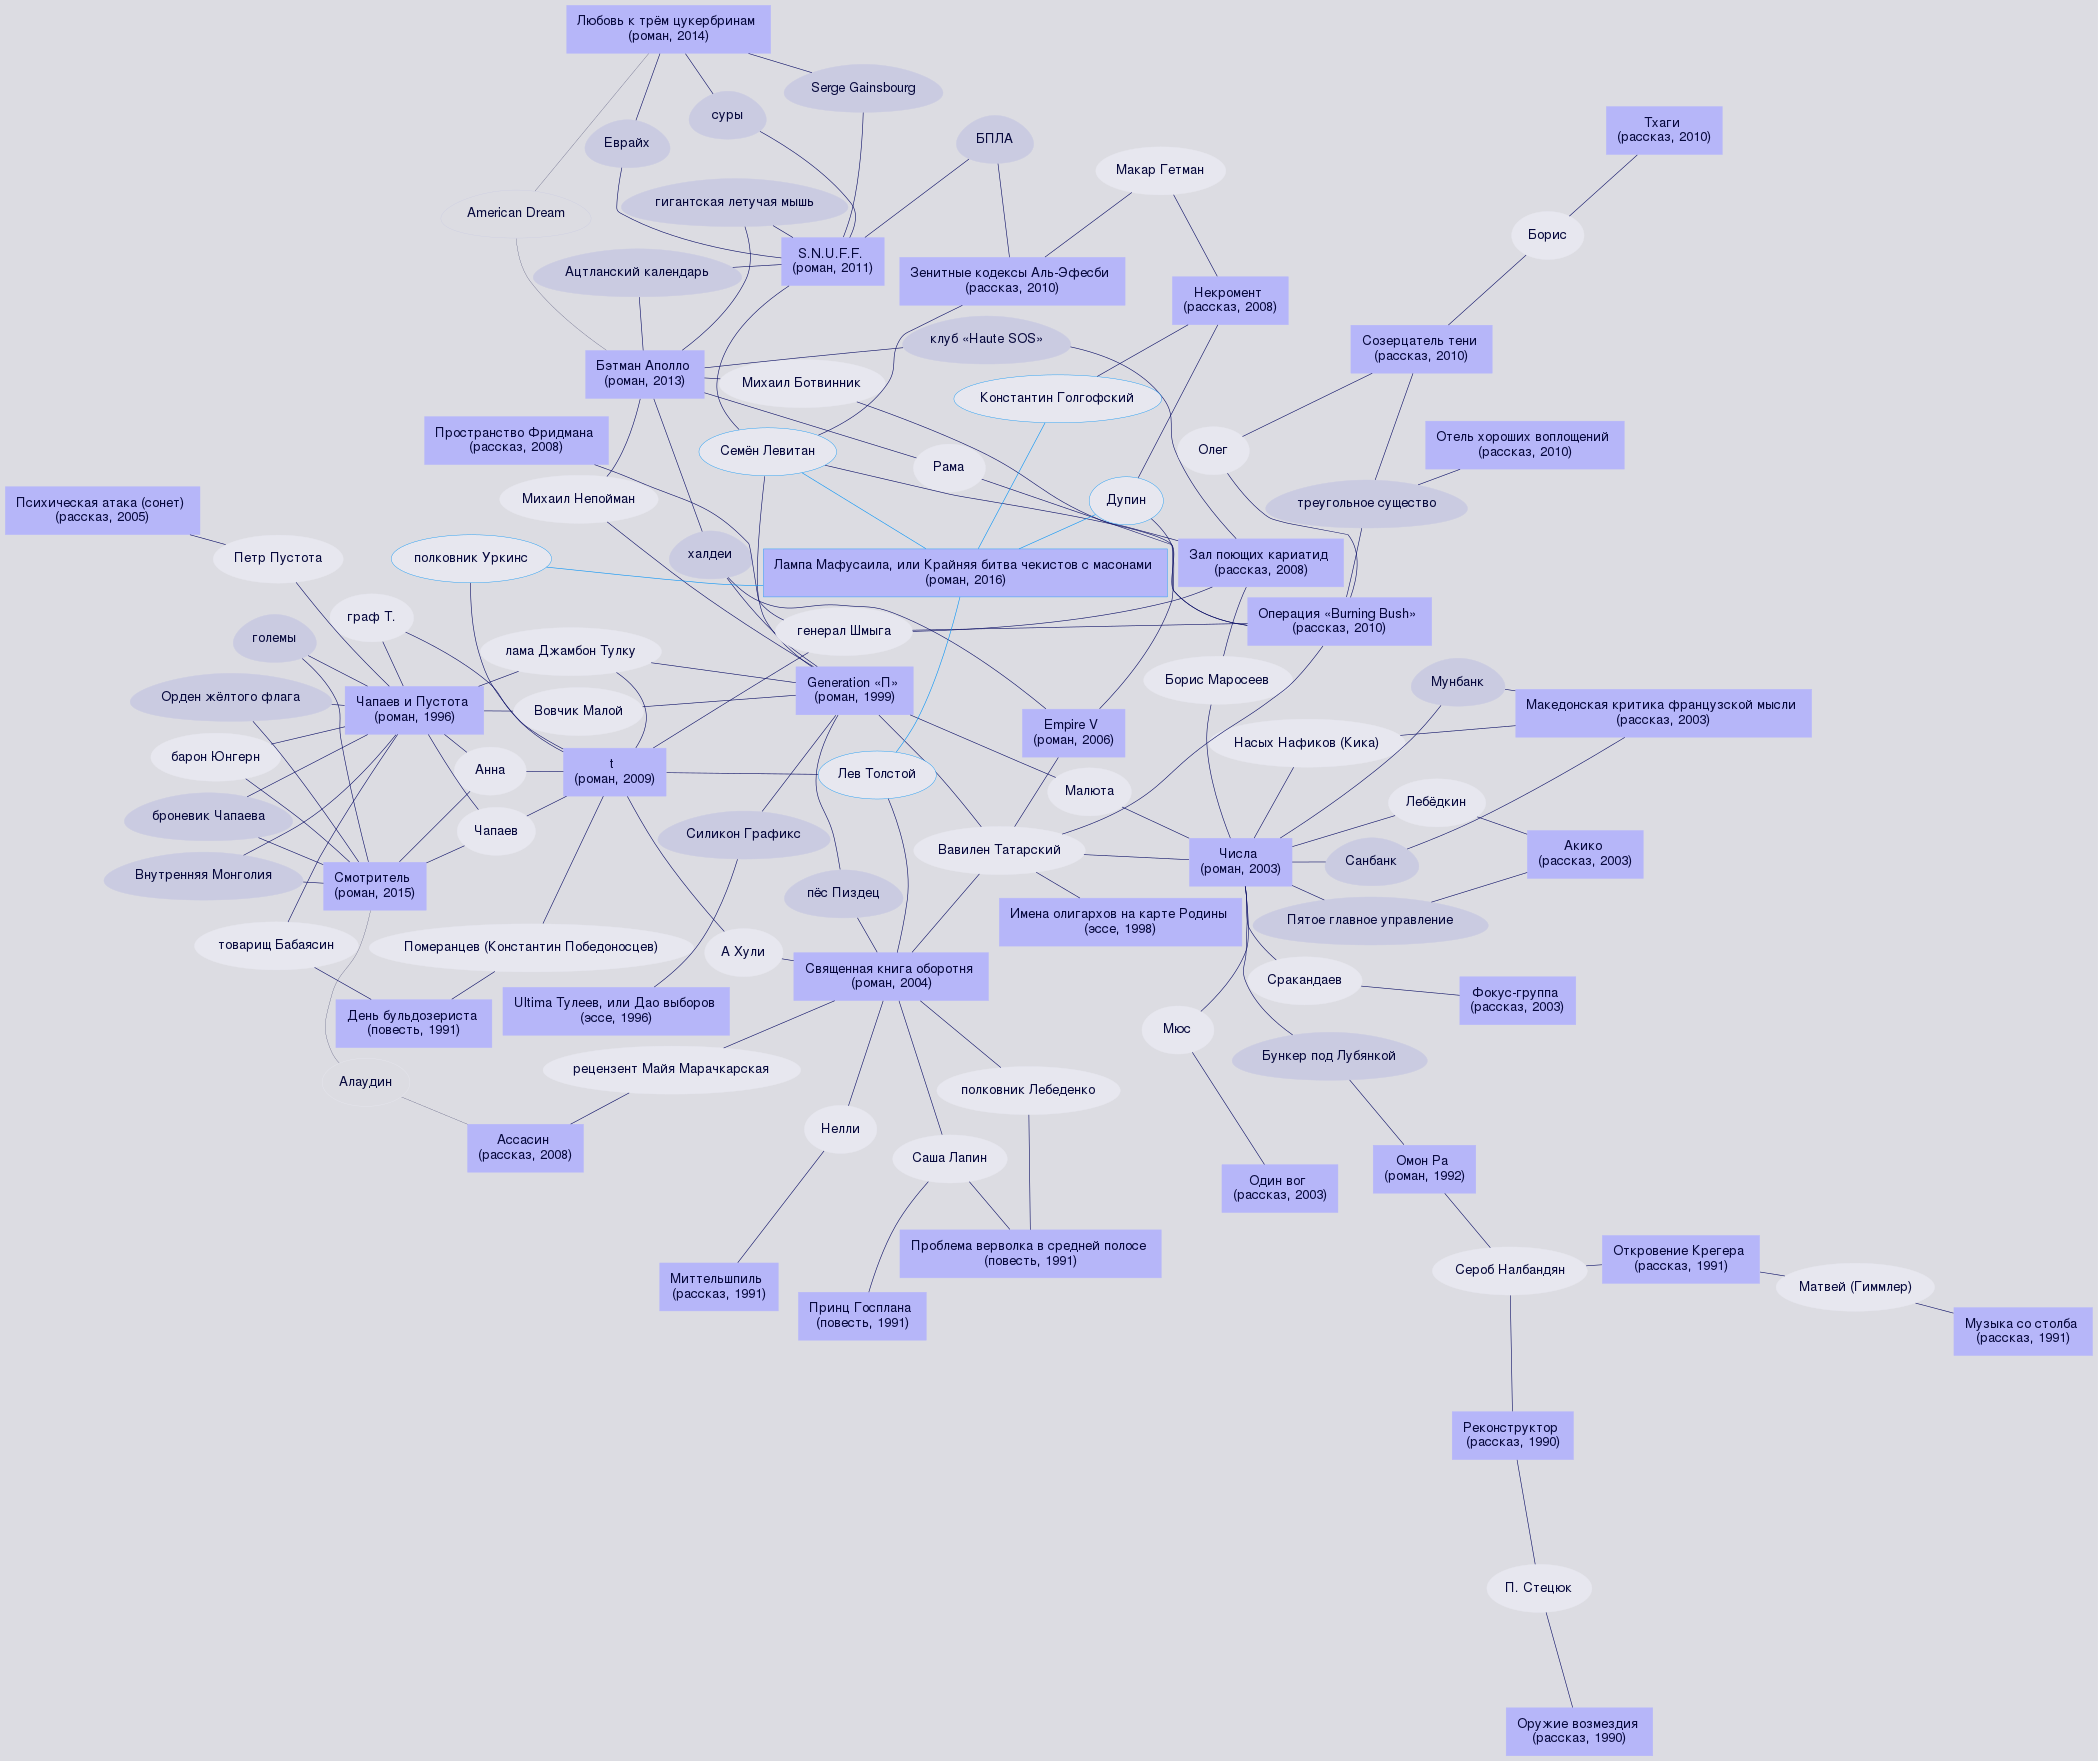 Любовь к трём цукербринам
(роман, 2014)
Serge Gainsbourg
суры
Еврайх
БПЛА
Тхаги
(рассказ, 2010)
Макар Гетман
гигантская летучая мышь
American Dream
Борис
S.N.U.F.F.
(роман, 2011)
Ацтланский календарь
Зенитные кодексы Аль-Эфесби
(рассказ, 2010)
Некромент
(рассказ, 2008)
клуб «Haute SOS»
Созерцатель тени
(рассказ, 2010)
Бэтман Аполло
(роман, 2013)
Михаил Ботвинник
Константин Голгофский
Пространство Фридмана
(рассказ, 2008)
Семён Левитан
Олег
Отель хороших воплощений
(рассказ, 2010)
Рама
Михаил Непойман
Дупин
треугольное существо
Психическая атака (сонет)
(рассказ, 2005)
Петр Пустота
полковник Уркинс
халдеи
Лампа Мафусаила, или Крайняя битва чекистов с масонами
(роман, 2016)
Зал поющих кариатид
(рассказ, 2008)
граф Т.
големы
генерал Шмыга
Операция «Burning Bush»
(рассказ, 2010)
лама Джамбон Тулку
Орден жёлтого флага
Чапаев и Пустота
(роман, 1996)
Вовчик Малой
Generation «П»
(роман, 1999)
Борис Маросеев
Мунбанк
Македонская критика французской мысли
(рассказ, 2003)
Empire V
(роман, 2006)
Насых Нафиков (Кика)
барон Юнгерн
Анна
t
(роман, 2009)
Лев Толстой
Малюта
Лебёдкин
броневик Чапаева
Чапаев
Силикон Графикс
Вавилен Татарский
Числа
(роман, 2003)
Санбанк
Акико
(рассказ, 2003)
Внутренняя Монголия
Смотритель
(роман, 2015)
пёс Пиздец
Имена олигархов на карте Родины
(эссе, 1998)
Пятое главное управление
товарищ Бабаясин
Померанцев (Константин Победоносцев)
А Хули
Священная книга оборотня
(роман, 2004)
Сракандаев
Фокус-группа
(рассказ, 2003)
День бульдозериста
(повесть, 1991)
Ultima Тулеев, или Дао выборов
(эссе, 1996)
Мюс
Бункер под Лубянкой
рецензент Майя Марачкарская
Алаудин
полковник Лебеденко
Нелли
Ассасин
(рассказ, 2008)
Саша Лапин
Один вог
(рассказ, 2003)
Омон Ра
(роман, 1992)
Проблема верволка в средней полосе
(повесть, 1991)
Откровение Крегера
(рассказ, 1991)
Сероб Налбандян
Матвей (Гиммлер)
Миттельшпиль
(рассказ, 1991)
Принц Госплана
(повесть, 1991)
Музыка со столба
(рассказ, 1991)
Реконструктор
(рассказ, 1990)
П. Стецюк
Оружие возмездия
(рассказ, 1990)